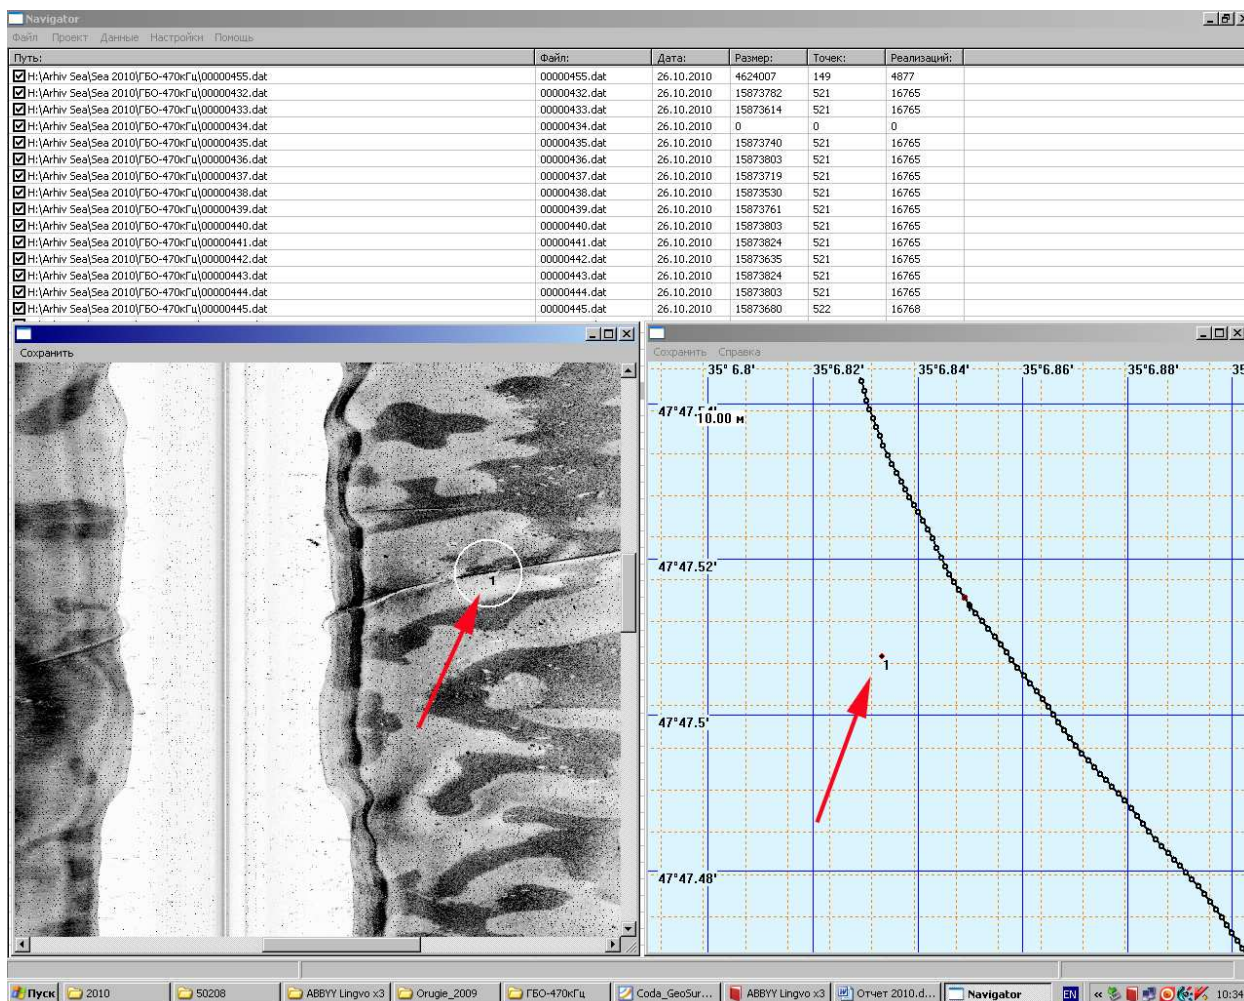 Navigator
Файл Проект Данные Настройки Помощь
Путь: Файл: Дата: Размер: Точек: Реализаций:
H:\Arhiv Sea\Sea 2010\ГБО-470кГц\00000455.dat 00000455.dat 26.10.2010 4624007 149 4877
H:\Arhiv Sea\Sea 2010\ГБО-470кГц\00000432.dat 00000432.dat 26.10.2010 15873782 521 16765
H:\Arhiv Sea\Sea 2010\ГБО-470кГц\00000433.dat 00000433.dat 26.10.2010 15873614 521 16765
H:\Arhiv Sea\Sea 2010\ГБО-470кГц\00000434.dat 00000434.dat 26.10.2010 0 0 0
H:\Arhiv Sea\Sea 2010\ГБО-470кГц\00000435.dat 00000435.dat 26.10.2010 15873740 521 16765
H:\Arhiv Sea\Sea 2010\ГБО-470кГц\00000436.dat 00000436.dat 26.10.2010 15873803 521 16765
H:\Arhiv Sea\Sea 2010\ГБО-470кГц\00000437.dat 00000437.dat 26.10.2010 15873719 521 16765
H:\Arhiv Sea\Sea 2010\ГБО-470кГц\00000438.dat 00000438.dat 26.10.2010 15873530 521 16765
H:\Arhiv Sea\Sea 2010\ГБО-470кГц\00000439.dat 00000439.dat 26.10.2010 15873761 521 16765
H:\Arhiv Sea\Sea 2010\ГБО-470кГц\00000440.dat 00000440.dat 26.10.2010 15873803 521 16765
H:\Arhiv Sea\Sea 2010\ГБО-470кГц\00000441.dat 00000441.dat 26.10.2010 15873824 521 16765
H:\Arhiv Sea\Sea 2010\ГБО-470кГц\00000442.dat 00000442.dat 26.10.2010 15873635 521 16765
H:\Arhiv Sea\Sea 2010\ГБО-470кГц\00000443.dat 00000443.dat 26.10.2010 15873824 521 16765
H:\Arhiv Sea\Sea 2010\ГБО-470кГц\00000444.dat 00000444.dat 26.10.2010 15873803 521 16765
H:\Arhiv Sea\Sea 2010\ГБО-470кГц\00000445.dat 00000445.dat 26.10.2010 15873680 522 16768
Сохранить
1
Сохранить Справка
35°6.8' 35°6.82' 35°6.84' 35°6.86' 35°6.88'
10.00 м
47°47.52'
1
47°47.5'
47°47.48'
Пуск 2010 50208 ABBYY Lingvo x3 Orugie_2009 ГБО-470кГц Coda_GeoSur... ABBYY Lingvo x3 Отчет 2010.d... Navigator EN « 10:34